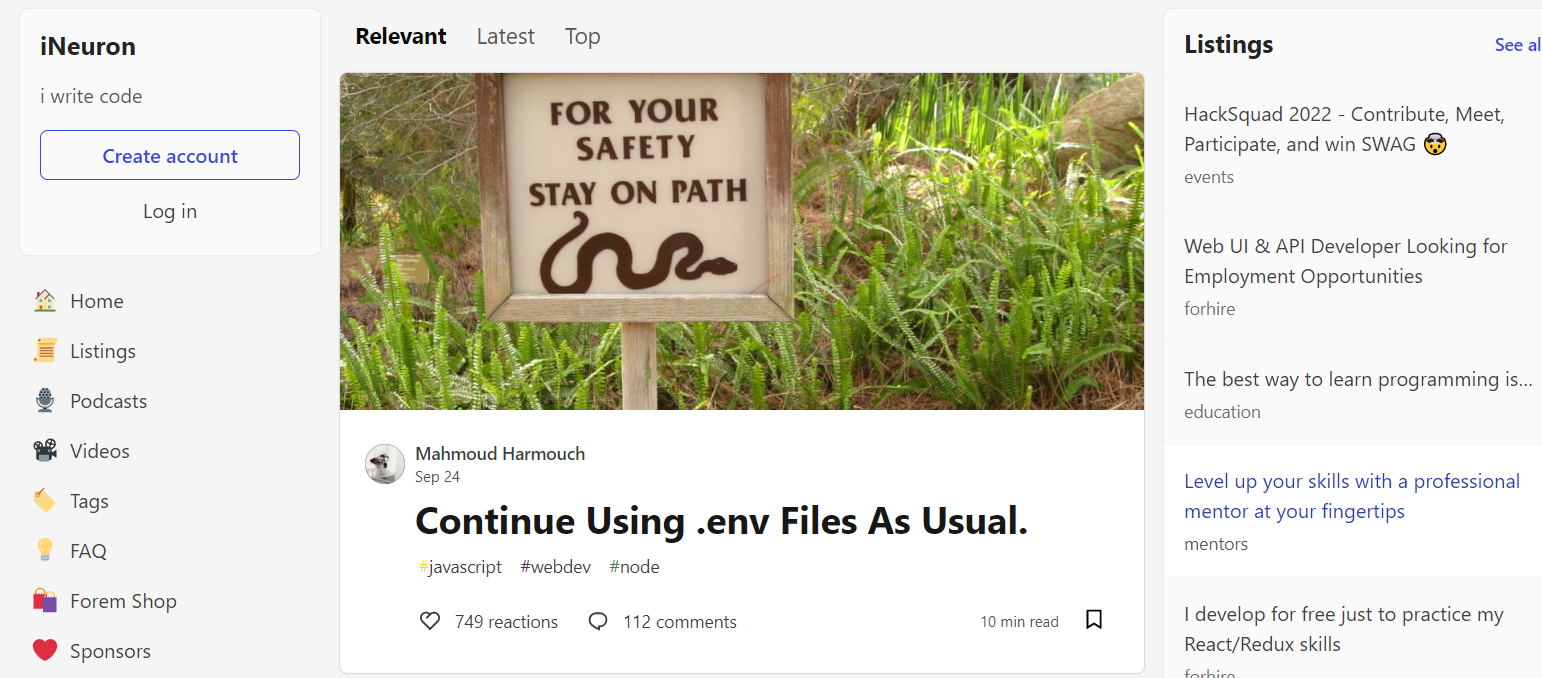 iNeuron
i write code
Create account
Log in
Home
Listings
Podcasts
Videos
Tags
FAQ
Forem Shop
Sponsors
Relevant Latest Top
FOR YOUR
SAFETY
STAY ON PATH
Mahmoud Harmouch
Sep 24
Continue Using .env Files As Usual.
#javascript #webdev #node
749 reactions 112 comments 10 min read
Listings See al
HackSquad 2022 - Contribute, Meet,
Participate, and win SWAG 🤯
events
Web UI & API Developer Looking for
Employment Opportunities
forhire
The best way to learn programming is...
education
Level up your skills with a professional
mentor at your fingertips
mentors
I develop for free just to practice my
React/Redux skills
forhire